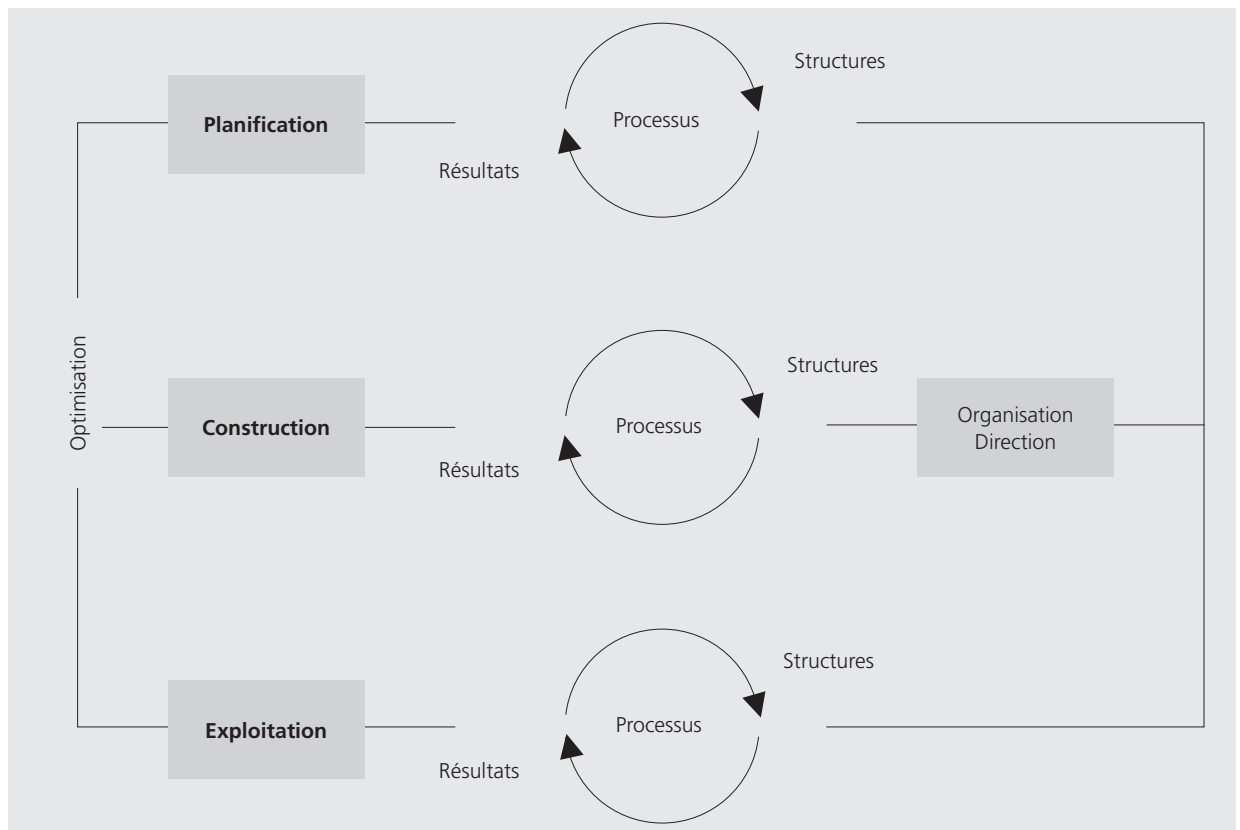 Structures
Planification
Processus
Résultats
Optimisation
Structures
Construction
Processus
Organisation
Direction
Résultats
Structures
Exploitation
Processus
Résultats